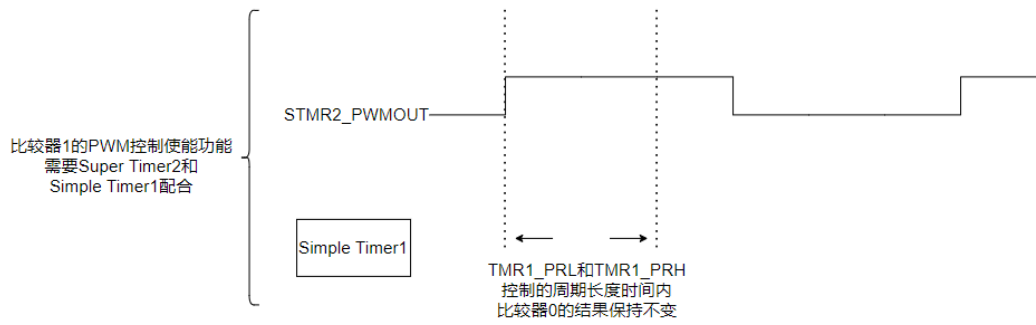 STMR2_PWMOUT
比较器1的PWM控制使能功能
需要Super Timer2和
Simple Timer1配合
Simple Timer1
TMR1_PRL和TMR1_PRH
控制的周期长度时间内
比较器0的结果保持不变